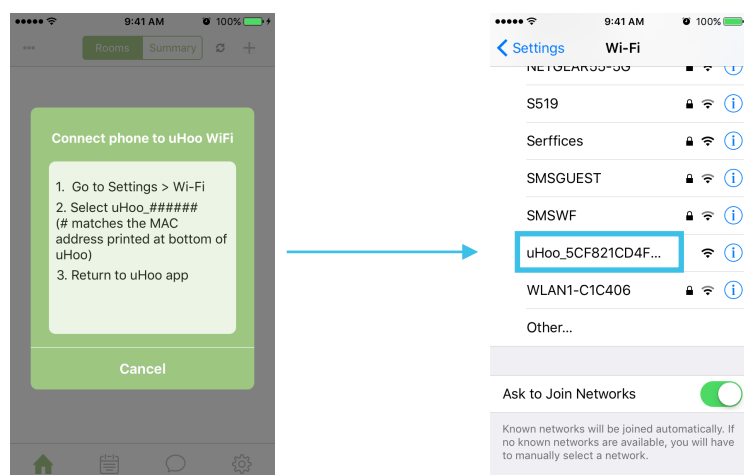 9:41 AM
100%
Rooms
Summary
Connect phone to uHoo WiFi
1. Go to Settings > Wi-Fi
2. Select uHoo_######
(# matches the MAC
address printed at bottom of
uHoo)
3. Return to uHoo app
Cancel
9:41 AM
100%
Settings
Wi-Fi
NETGEAR55-5G
S519
Serffices
SMSGUEST
SMSWF
uHoo_5CF821CD4F...
WLAN1-C1C406
Other...
Ask to Join Networks
Known networks will be joined automatically. If
no known networks are available, you will have
to manually select a network.